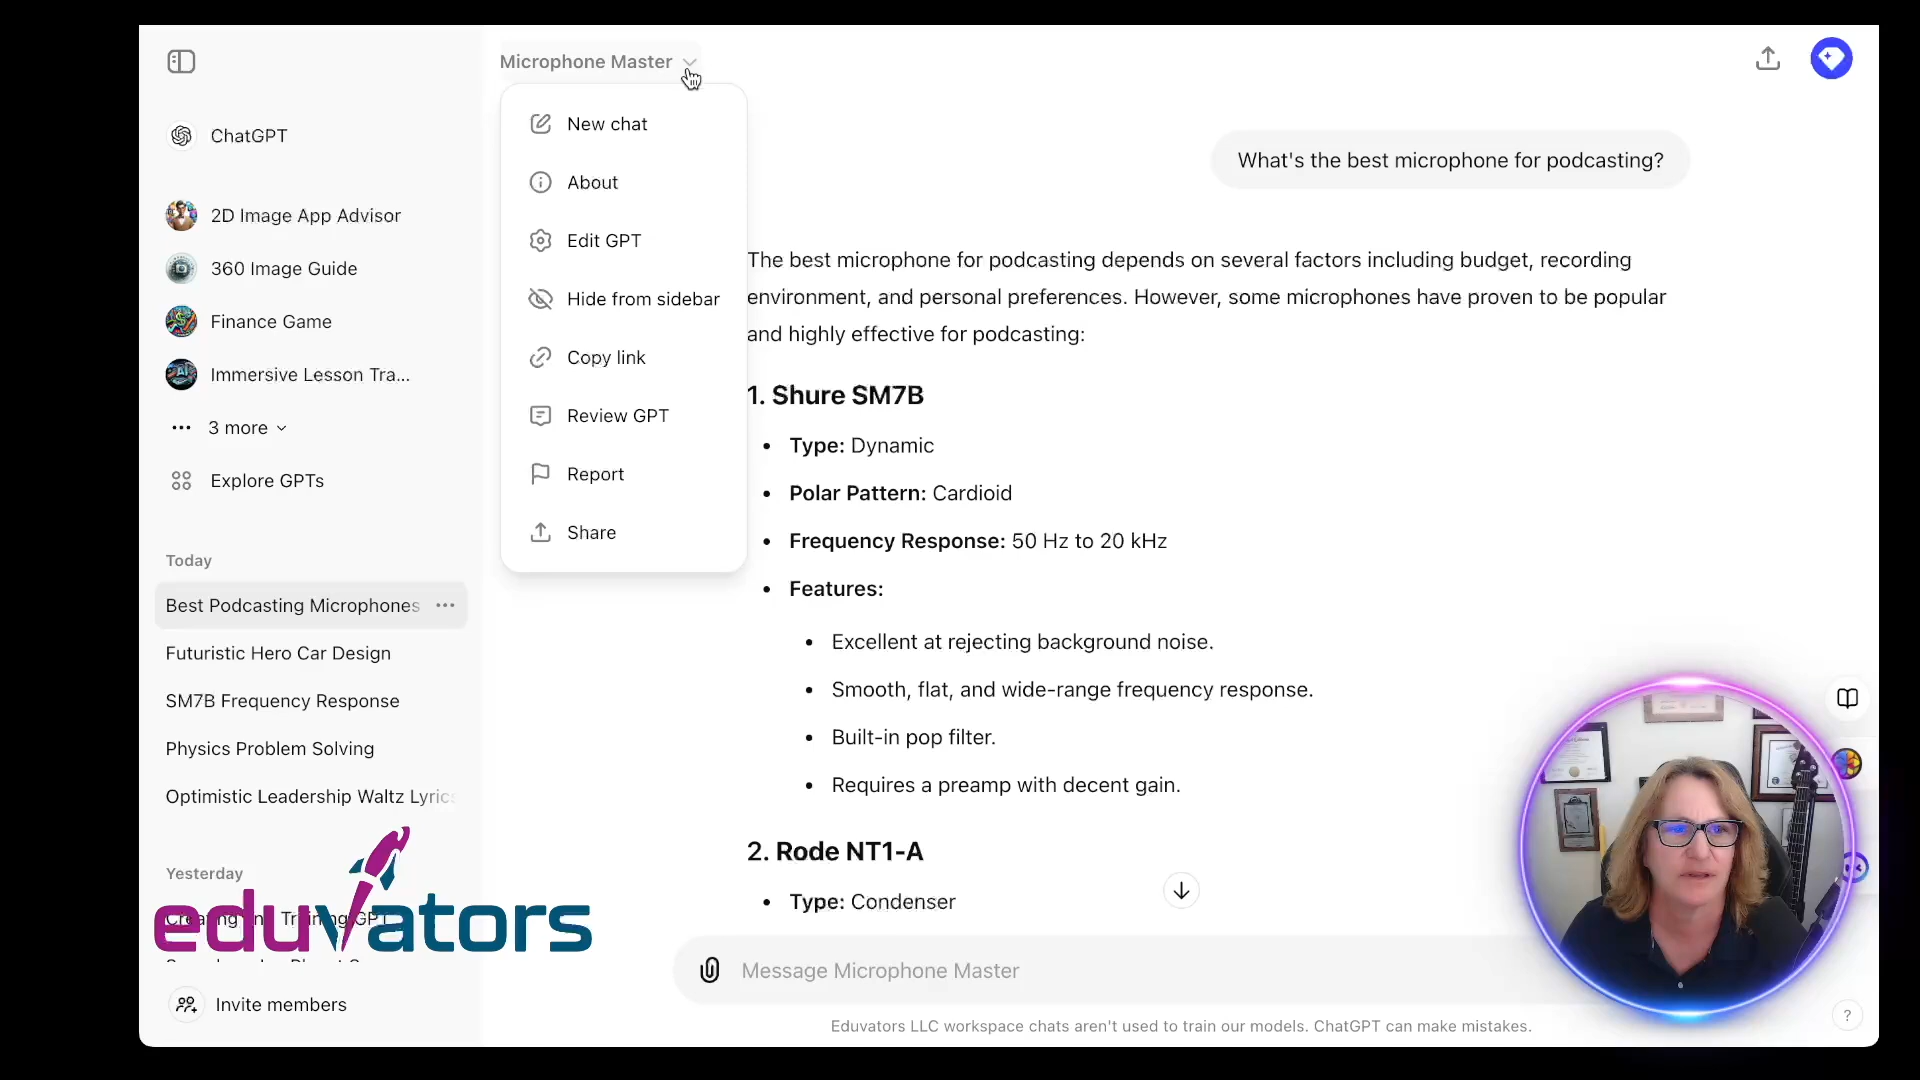 Microphone Master
ChatGPT
2D Image App Advisor
360 Image Guide
Finance Game
Immersive Lesson Tra...
3 more
Explore GPTs
Today
Best Podcasting Microphones
Futuristic Hero Car Design
SM7B Frequency Response
Physics Problem Solving
Optimistic Leadership Waltz Lyrics
Yesterday
eduvators
Invite members
New chat
About
Edit GPT
Hide from sidebar
Copy link
Review GPT
Report
Share
What's the best microphone for podcasting?
The best microphone for podcasting depends on several factors including budget, recording
environment, and personal preferences. However, some microphones have proven to be popular
and highly effective for podcasting:
1. Shure SM7B
• Type: Dynamic
• Polar Pattern: Cardioid
• Frequency Response: 50 Hz to 20 kHz
• Features:
• Excellent at rejecting background noise.
• Smooth, flat, and wide-range frequency response.
• Built-in pop filter.
• Requires a preamp with decent gain.
2. Rode NT1-A
• Type: Condenser
Message Microphone Master
Eduvators LLC workspace chats aren't used to train our models. ChatGPT can make mistakes.
?